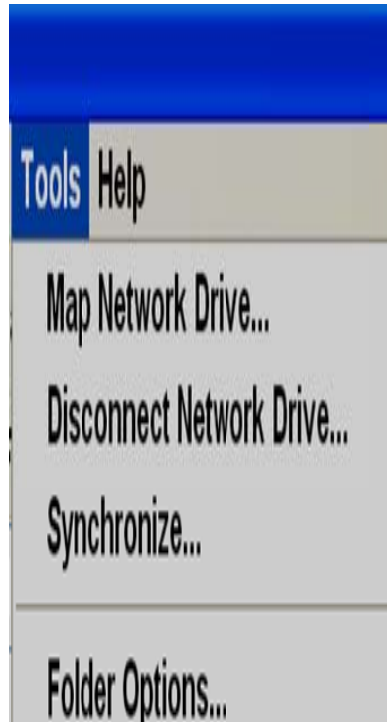 Tools Help
Map Network Drive...
Disconnect Network Drive...
Synchronize...
Folder Options...